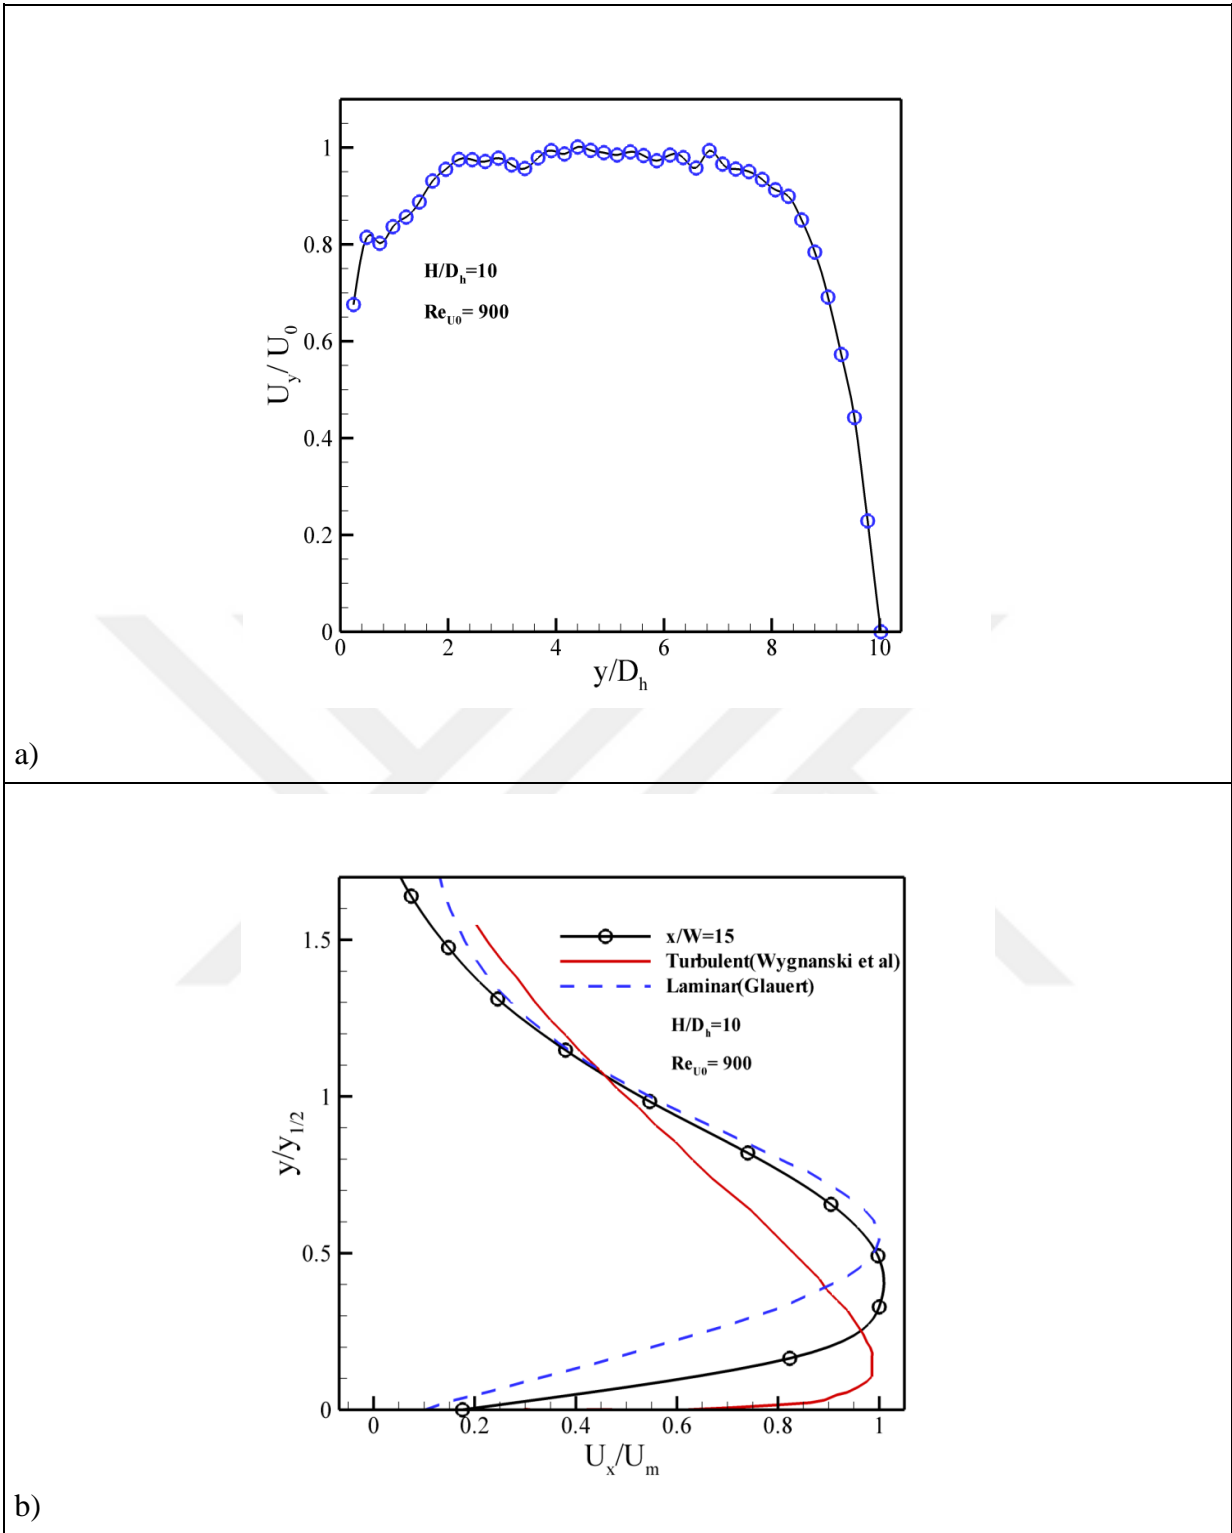 1
0.8
0.6
0.4
0.2
0
U_y/ U_0
H/D_h=10
Re_U0= 900
0 2 4 6 8 10
y/D_h
a)
1.5
1
0.5
0
y/y_1/2
x/W=15
Turbulent(Wygnanski et al)
Laminar(Glauert)
H/D_h=10
Re_U0= 900
0 0.2 0.4 0.6 0.8 1
U_x/U_m
b)